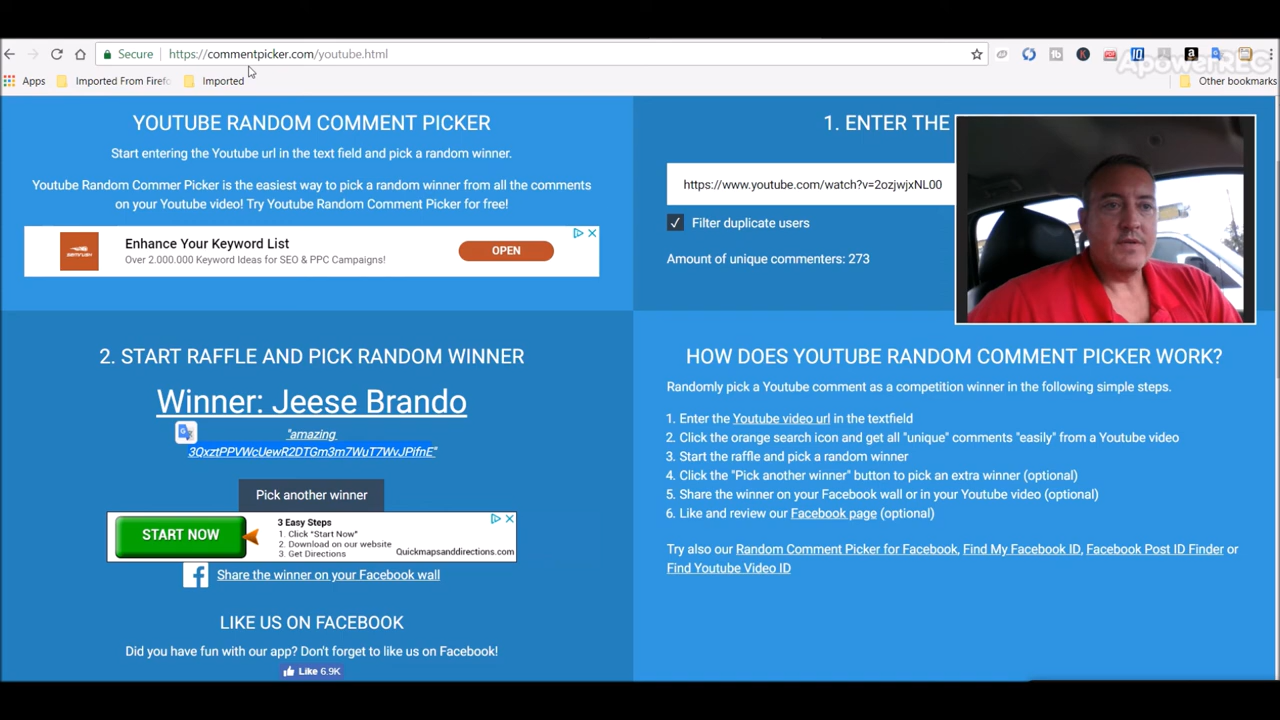 Secure https://commentpicker.com/youtube.html
ApowerREC
Apps Imported From Firefo Imported Other bookmarks
YOUTUBE RANDOM COMMENT PICKER
Start entering the Youtube url in the text field and pick a random winner.
Youtube Random Commer Picker is the easiest way to pick a random winner from all the comments
on your Youtube video! Try Youtube Random Comment Picker for free!
Enhance Your Keyword List
Over 2.000.000 Keyword Ideas for SEO & PPC Campaigns!
OPEN
1. ENTER THE
https://www.youtube.com/watch?v=2ozjwjxNL00
Filter duplicate users
Amount of unique commenters: 273
2. START RAFFLE AND PICK RANDOM WINNER
Winner: Jeese Brando
"amazing
3QxztPPVWcUewR2DTGm3m7WuT7WvJPifnE"
Pick another winner
START NOW
3 Easy Steps
1. Click "Start Now"
2. Download on our website
3. Get Directions
Quickmapsanddirections.com
Share the winner on your Facebook wall
LIKE US ON FACEBOOK
Did you have fun with our app? Don't forget to like us on Facebook!
Like 6.9K
HOW DOES YOUTUBE RANDOM COMMENT PICKER WORK?
Randomly pick a Youtube comment as a competition winner in the following simple steps.
1. Enter the Youtube video url in the textfield
2. Click the orange search icon and get all "unique" comments "easily" from a Youtube video
3. Start the raffle and pick a random winner
4. Click the "Pick another winner" button to pick an extra winner (optional)
5. Share the winner on your Facebook wall or in your Youtube video (optional)
6. Like and review our Facebook page (optional)
Try also our Random Comment Picker for Facebook, Find My Facebook ID, Facebook Post ID Finder or
Find Youtube Video ID